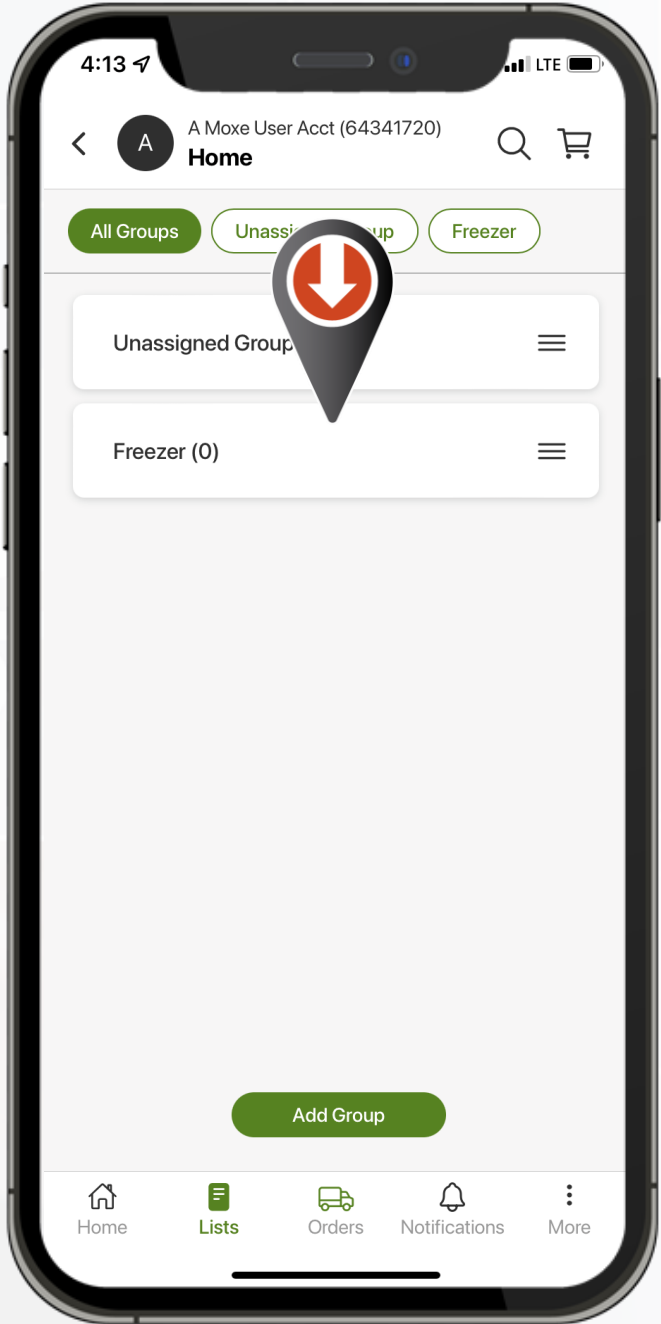 4:13
LTE
A
A Moxe User Acct (64341720)
Home
All Groups
Freezer
Unassigned Group
Freezer (0)
Add Group
Home
Lists
Orders
Notifications
More